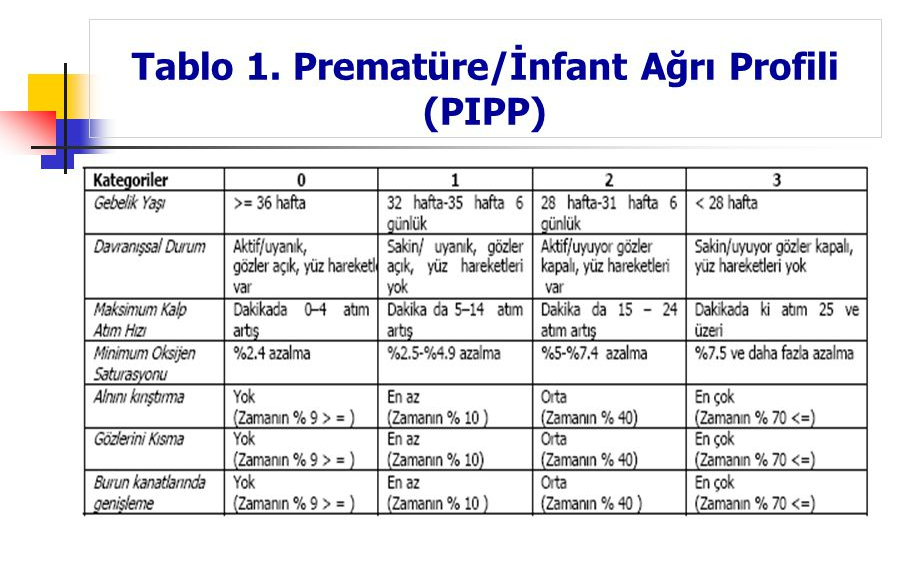 Tablo 1. Prematüre/İnfant Ağrı Profili
(PIPP)
Kategoriler 0 1 2 3
Gebelik Yaşı >= 36 hafta 32 hafta-35 hafta 6 28 hafta-31 hafta 6 < 28 hafta
günlük günlük
Davranışsal Durum Aktif/uyanık, Sakin/ uyanık, gözler Aktif/uyuyor gözler Sakin/uyuyor gözler kapalı,
gözler açık, yüz hareketl açık, yüz hareketleri kapalı, yüz hareketleri yüz hareketleri yok
var yok var
Maksimum Kalp Dakikada 0–4 atım Dakika da 5–14 atım Dakika da 15 – 24 Dakikada ki atım 25 ve
Atım Hızı artış artış atım artış üzeri
Minimum Oksijen %2.4 azalma %2.5-%4.9 azalma %5-%7.4 azalma %7.5 ve daha fazla azalma
Saturasyonu
Alnını kırıştırma Yok En az Orta En çok
(Zamanın % 9 > = ) (Zamanın % 10 ) (Zamanın % 40) (Zamanın % 70 <=)
Gözlerini Kısma Yok En az Orta En çok
(Zamanın % 9 > = ) (Zamanın % 10) (Zamanın % 40) (Zamanın % 70 <=)
Burun kanatlarında Yok En az Orta En çok
genişleme (Zamanın % 9 > = ) (Zamanın % 10 ) (Zamanın % 40 ) (Zamanın % 70 <=)